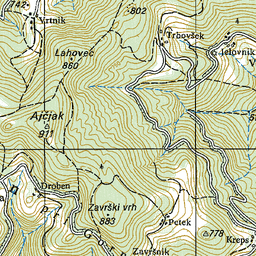 742
Vrtnik
802
Trbovšek
Jelovnik
Lahovec
860
Ajčjak
911
Droben
Završki vrh
883
Petek
Završnik
778
Kreps